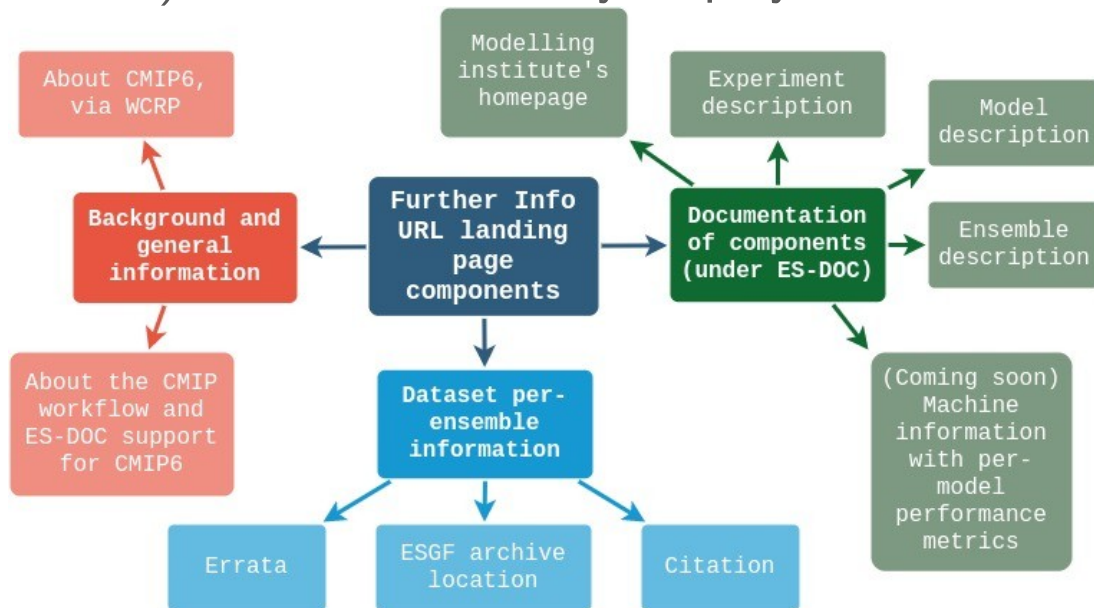 About CMIP6,
via WCRP
Modelling
institute's
homepage
Experiment
description
Model
description
Background and
general
information
Further Info
URL landing
page
components
Documentation
of components
(under ES-DOC)
Ensemble
description
About the CMIP
workflow and
ES-DOC support
for CMIP6
Dataset per-
ensemble
information
(Coming soon)
Machine
information
with per-
model
performance
metrics
Errata
ESGF archive
location
Citation